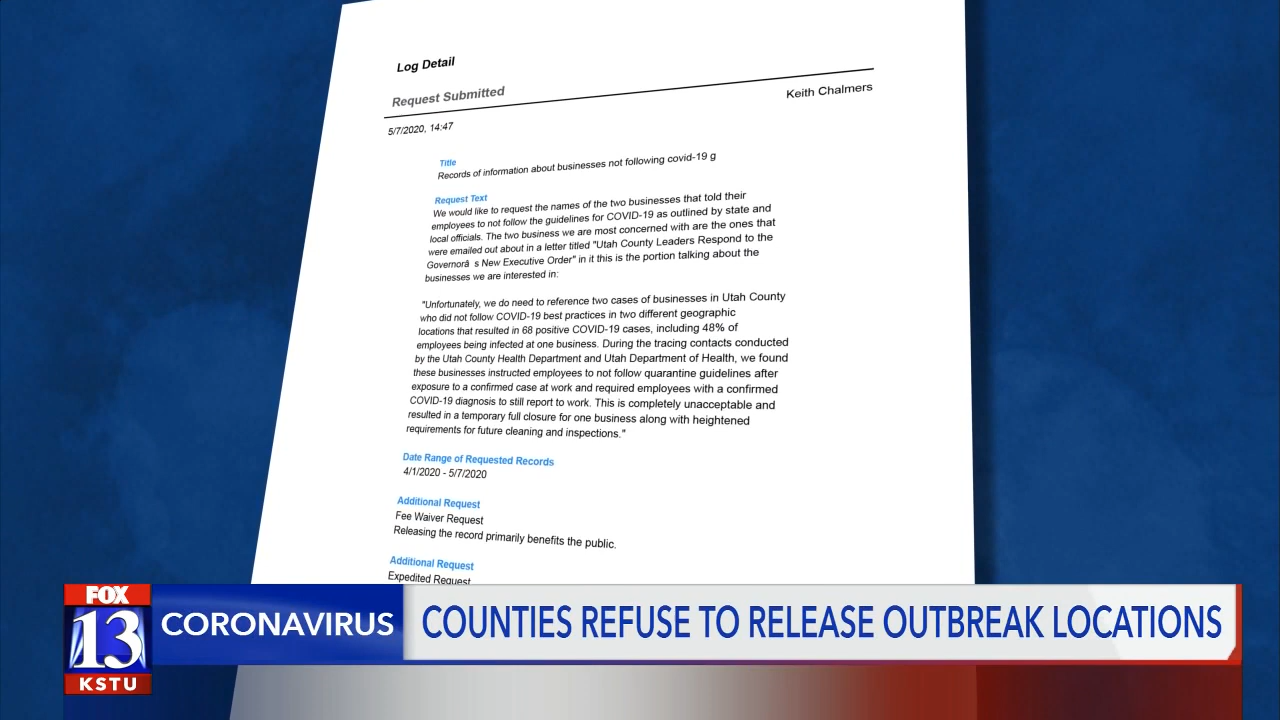 Log Detail
Request Submitted
Keith Chalmers
5/7/2020, 14:47
Title
Records of information about businesses not following covid-19 g
Request Text
We would like to request the names of the two businesses that told their
employees to not follow the guidelines for COVID-19 as outlined by state and
local officials. The two business we are most concerned with are the ones that
were emailed out about in a letter titled "Utah County Leaders Respond to the
Governorâ s New Executive Order" in it this is the portion talking about the
businesses we are interested in:
"Unfortunately, we do need to reference two cases of businesses in Utah County
who did not follow COVID-19 best practices in two different geographic
locations that resulted in 68 positive COVID-19 cases, including 48% of
employees being infected at one business. During the tracing contacts conducted
by the Utah County Health Department and Utah Department of Health, we found
these businesses instructed employees to not follow quarantine guidelines after
exposure to a confirmed case at work and required employees with a confirmed
COVID-19 diagnosis to still report to work. This is completely unacceptable and
resulted in a temporary full closure for one business along with heightened
requirements for future cleaning and inspections."
Date Range of Requested Records
4/1/2020 - 5/7/2020
Additional Request
Fee Waiver Request
Releasing the record primarily benefits the public.
Additional Request
Expedited Request
FOX
13
KSTU
CORONAVIRUS
COUNTIES REFUSE TO RELEASE OUTBREAK LOCATIONS